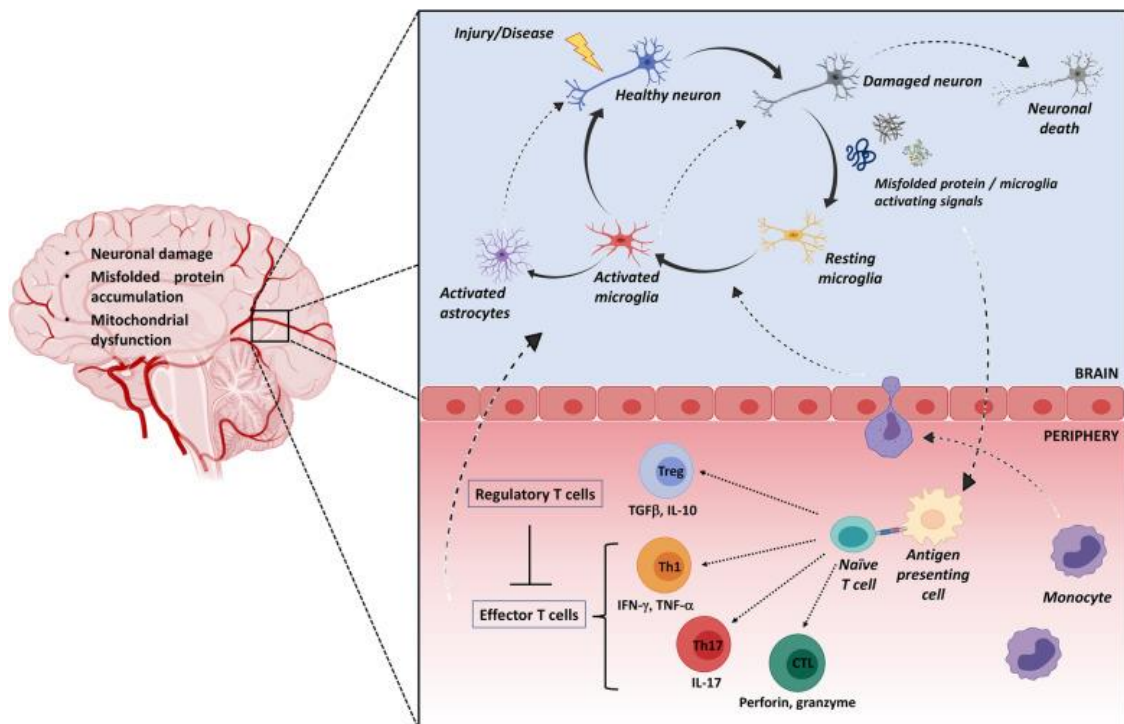 Neuronal damage
Misfolded protein
accumulation
Mitochondrial
dysfunction
Injury/Disease
Healthy neuron
Damaged neuron
Neuronal
death
Misfolded protein / microglia
activating signals
Resting
microglia
Activated
microglia
Activated
astrocytes
BRAIN
PERIPHERY
Treg
TGFβ, IL-10
Regulatory T cells
Th1
IFN-γ, TNF-α
Effector T cells
Th17
IL-17
CTL
Perforin, granzyme
Naïve
T cell
Antigen
presenting
cell
Monocyte